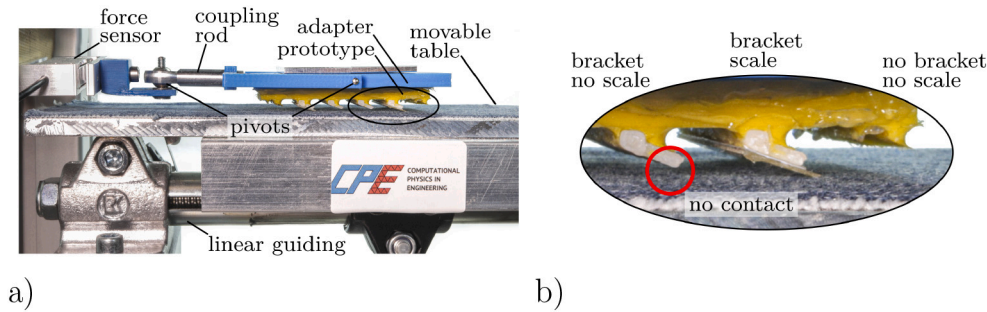 force
sensor
coupling
rod
adapter
prototype
movable
table
pivots
CPE
COMPUTATIONAL
PHYSICS IN
ENGINEERING
linear guiding
a)
bracket
no scale
bracket
scale
no bracket
no scale
no contact
b)